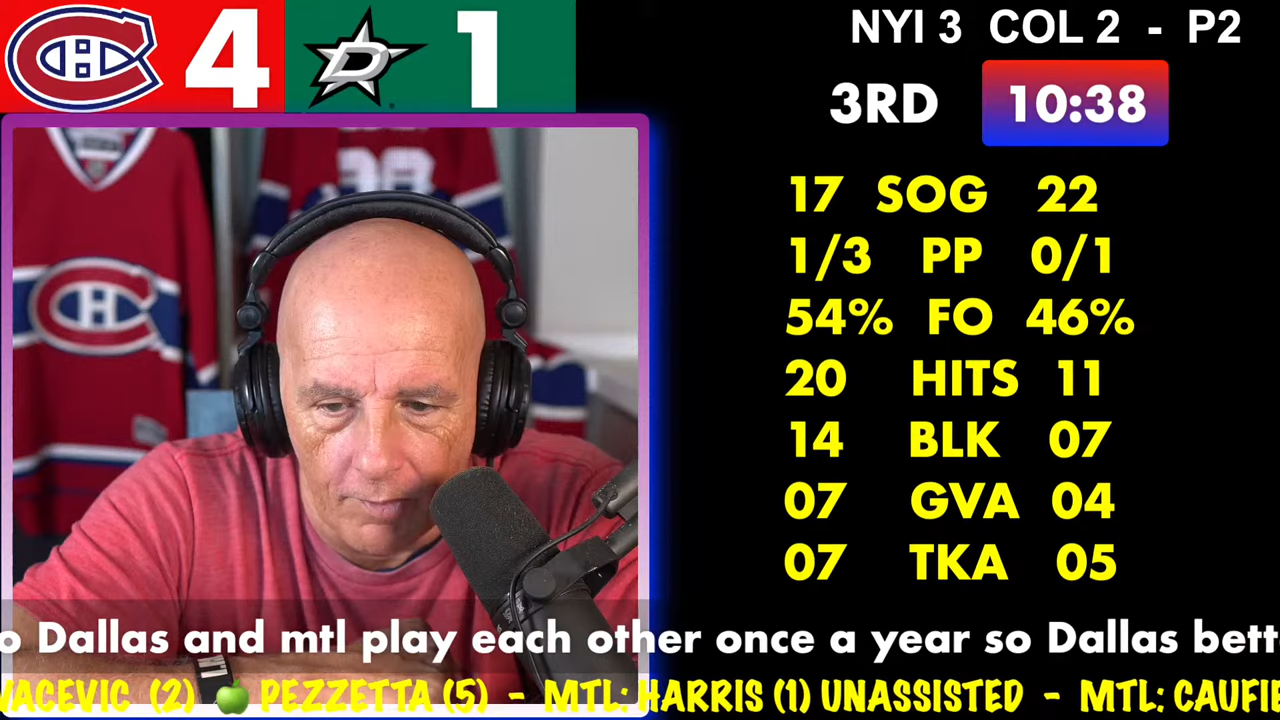 4 1
NYI 3 COL 2 - P2
3RD 10:38
17 SOG 22
1/3 PP 0/1
54% FO 46%
20 HITS 11
14 BLK 07
07 GVA 04
07 TKA 05
o Dallas and mtl play each other once a year so Dallas bett
VACEVIC (2) 🍏 PEZZETTA (5) - MTL: HARRIS (1) UNASSISTED - MTL: CAUFIE